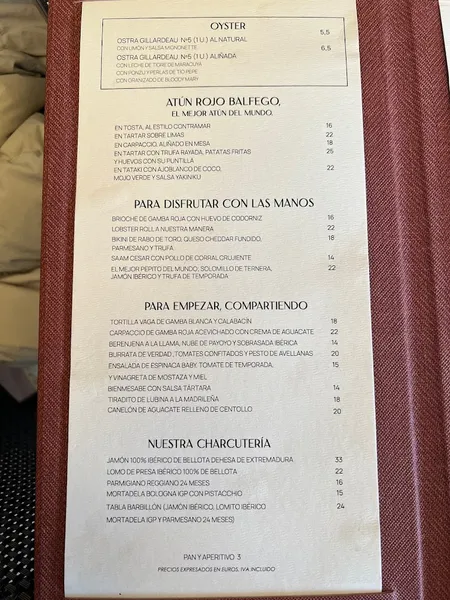 OYSTER
OSTRA GILLARDEAU Nº5 (1 U.) AL NATURAL 5,5
CON LIMÓN Y SALSA MIGNONETTE
OSTRA GILLARDEAU Nº5 (1 U.) ALIÑADA 6,5
CON LECHE DE TIGRE DE MARACUYÁ
CON PONZU Y PERLAS DE TIO PEPE
CON GRANIZADO DE BLOODY MARY
ATÚN ROJO BALFEGO,
EL MEJOR ATÚN DEL MUNDO.
EN TOSTA, AL ESTILO CONTRAMAR 16
EN TARTAR SOBRE LIMAS 22
EN CARPACCIO, ALIÑADO EN MESA 18
EN TARTAR CON TRUFA RAYADA, PATATAS FRITAS 25
Y HUEVOS CON SU PUNTILLA
EN TATAKI CON AJOBLANCO DE COCO, 22
MOJO VERDE Y SALSA YAKINIKU
PARA DISFRUTAR CON LAS MANOS
BRIOCHE DE GAMBA ROJA CON HUEVO DE CODORNIZ 16
LOBSTER ROLL A NUESTRA MANERA 22
BIKINI DE RABO DE TORO, QUESO CHEDDAR FUNDIDO, 18
PARMESANO Y TRUFA
SAAM CESAR CON POLLO DE CORRAL CRUJIENTE 14
EL MEJOR PEPITO DEL MUNDO, SOLOMILLO DE TERNERA, 22
JAMÓN IBÉRICO Y TRUFA DE TEMPORADA
PARA EMPEZAR, COMPARTIENDO
TORTILLA VAGA DE GAMBA BLANCA Y CALABACÍN 18
CARPACCIO DE GAMBA ROJA ACEVICHADO CON CREMA DE AGUACATE 22
BERENJENA A LA LLAMA, NUBE DE PAYOYO Y SOBRASADA IBÉRICA 14
BURRATA DE VERDAD, TOMATES CONFITADOS Y PESTO DE AVELLANAS 20
ENSALADA DE ESPINACA BABY, TOMATE DE TEMPORADA, 15
Y VINAGRETA DE MOSTAZA Y MIEL
BIENMESABE CON SALSA TÁRTARA 14
TIRADITO DE LUBINA A LA MADRILEÑA 18
CANELÓN DE AGUACATE RELLENO DE CENTOLLO 20
NUESTRA CHARCUTERÍA
JAMÓN 100% IBÉRICO DE BELLOTA DEHESA DE EXTREMADURA 33
LOMO DE PRESA IBÉRICO 100% DE BELLOTA 22
PARMIGIANO REGGIANO 24 MESES 16
MORTADELA BOLOGNA IGP CON PISTACCHIO 15
TABLA BARBILLÓN (JAMÓN IBÉRICO, LOMITO IBÉRICO 24
MORTADELA IGP Y PARMESANO 24 MESES)
PAN Y APERITIVO 3
PRECIOS EXPRESADOS EN EUROS, IVA INCLUIDO